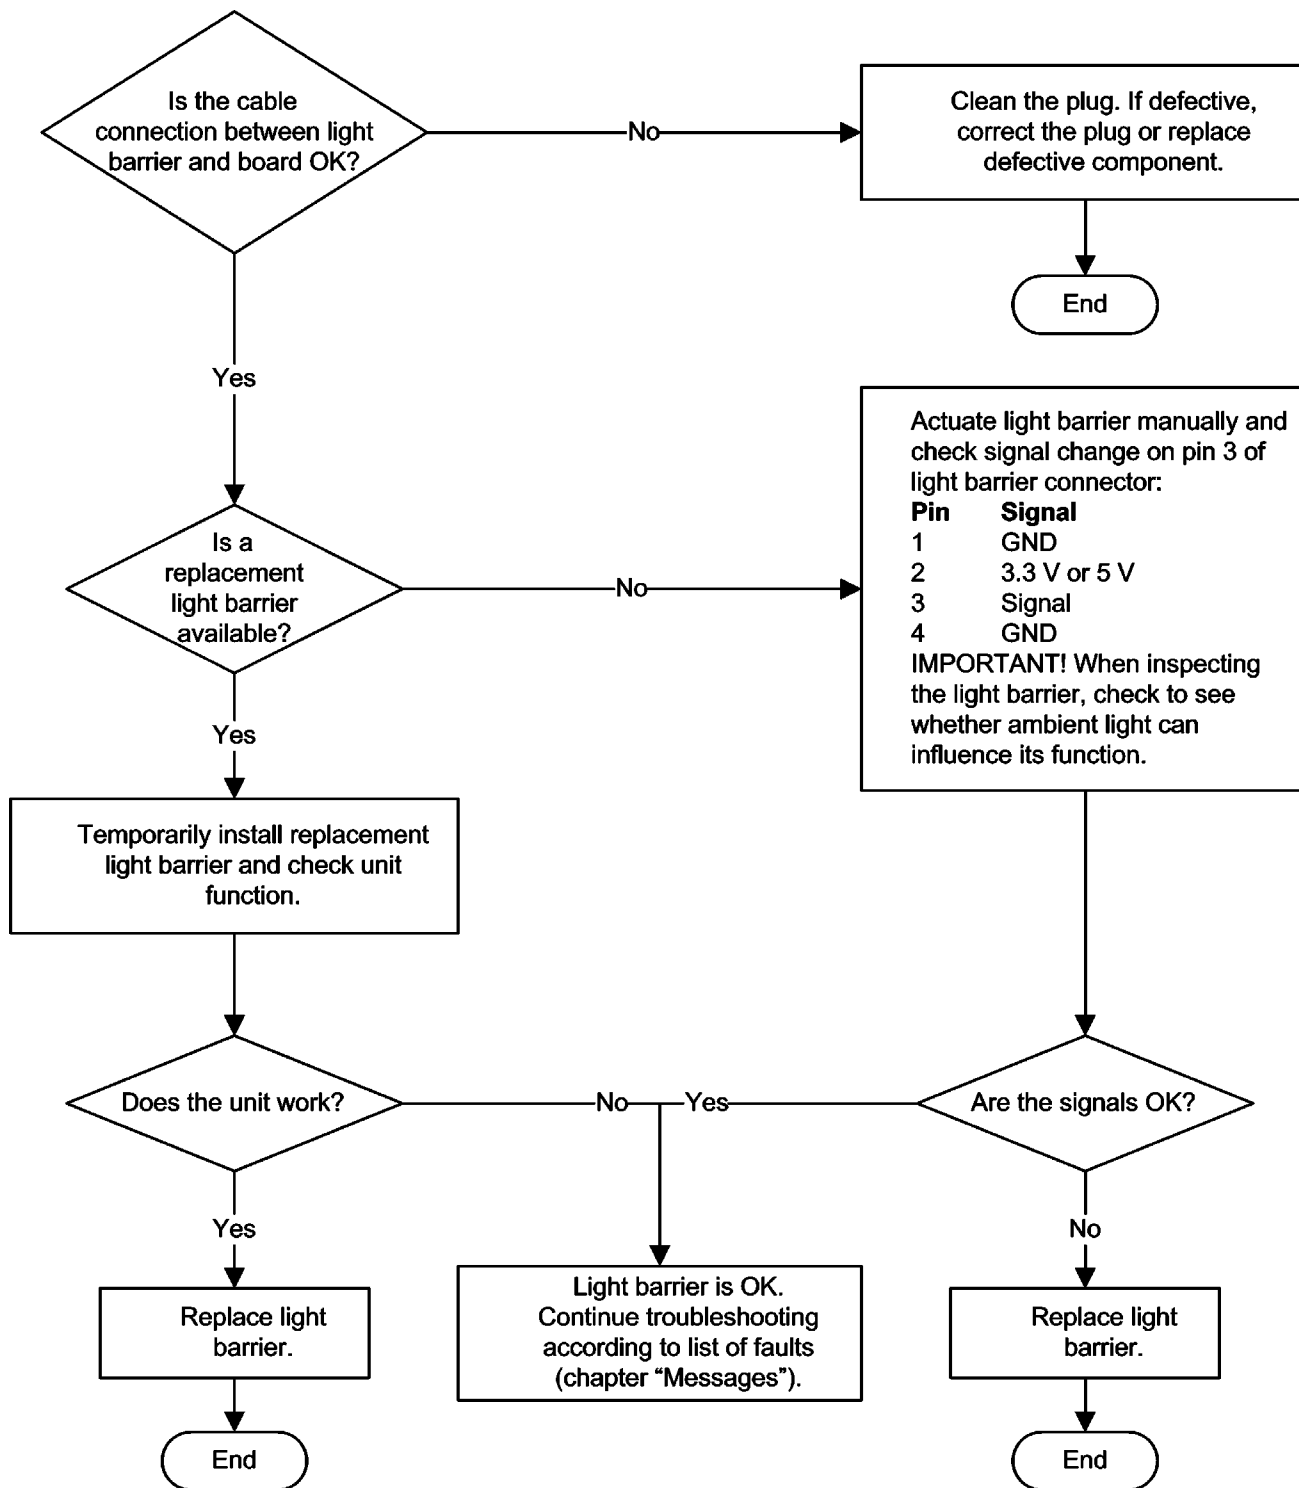 Is the cable
connection between light
barrier and board OK?
No
Clean the plug. If defective,
correct the plug or replace
defective component.
End
Yes
Is a
replacement
light barrier
available?
No
Actuate light barrier manually and
check signal change on pin 3 of
light barrier connector:
Pin Signal
1 GND
2 3.3 V or 5 V
3 Signal
4 GND
IMPORTANT! When inspecting
the light barrier, check to see
whether ambient light can
influence its function.
Yes
Temporarily install replacement
light barrier and check unit
function.
Does the unit work?
No
Yes
Are the signals OK?
Yes
No
Replace light
barrier.
Light barrier is OK.
Continue troubleshooting
according to list of faults
(chapter “Messages”).
Replace light
barrier.
End
End